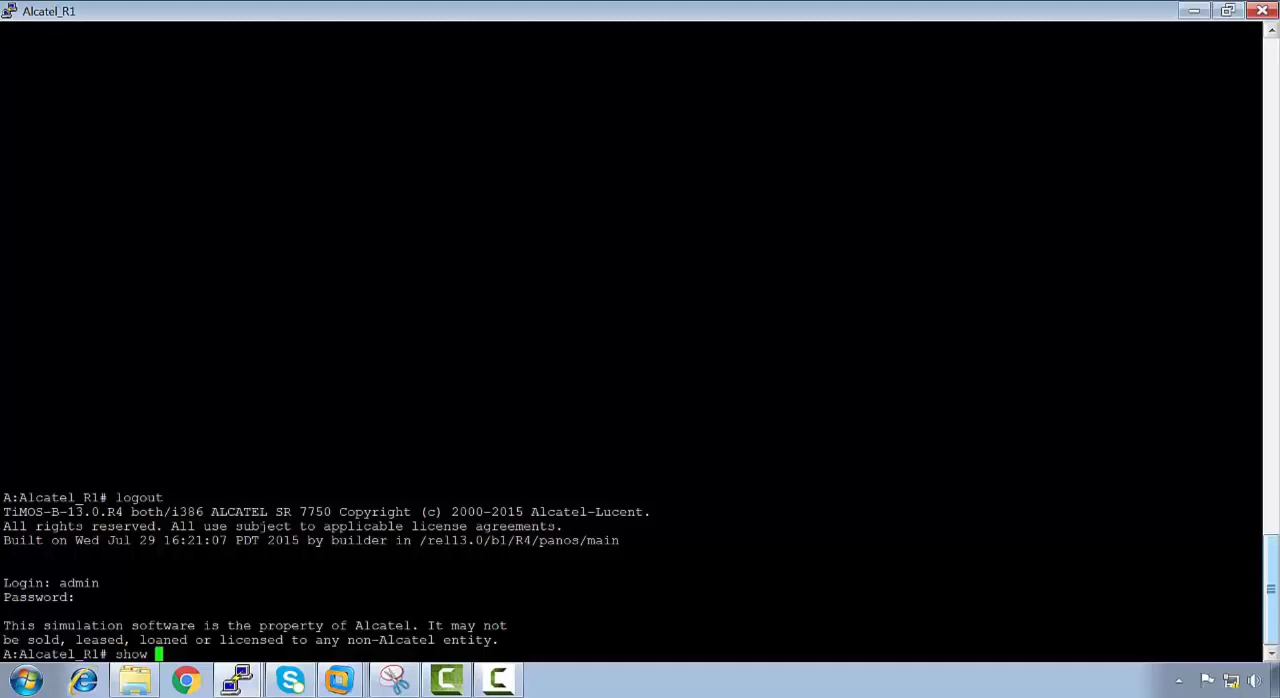 Alcatel_R1
A:Alcatel_R1# logout
TiMOS-B-13.0.R4 both/i386 ALCATEL SR 7750 Copyright (c) 2000-2015 Alcatel-Lucent.
All rights reserved. All use subject to applicable license agreements.
Built on Wed Jul 29 16:21:07 PDT 2015 by builder in /rel13.0/b1/R4/panos/main
Login: admin
Password:
This simulation software is the property of Alcatel. It may not
be sold, leased, loaned or licensed to any non-Alcatel entity.
A:Alcatel_R1# show